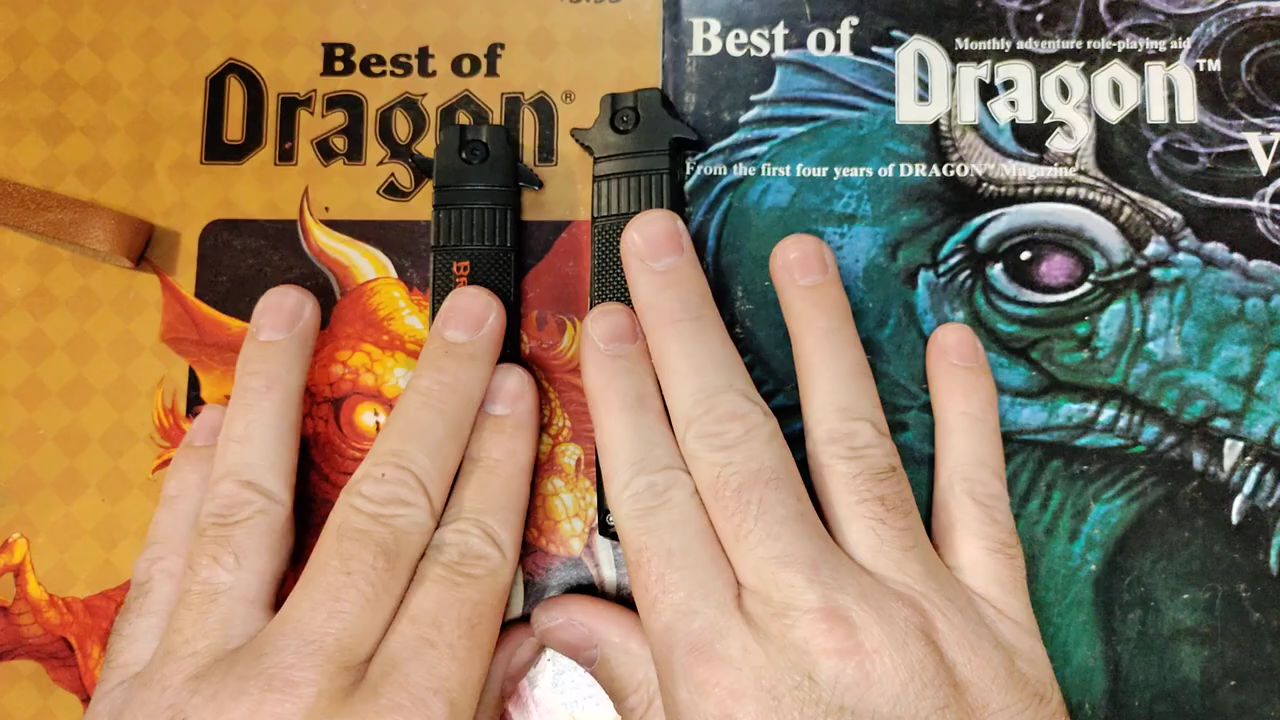 Best of
Dragon®
Best of
Monthly adventure role-playing aid
Dragon™
From the first four years of DRAGON™ Magazine
V